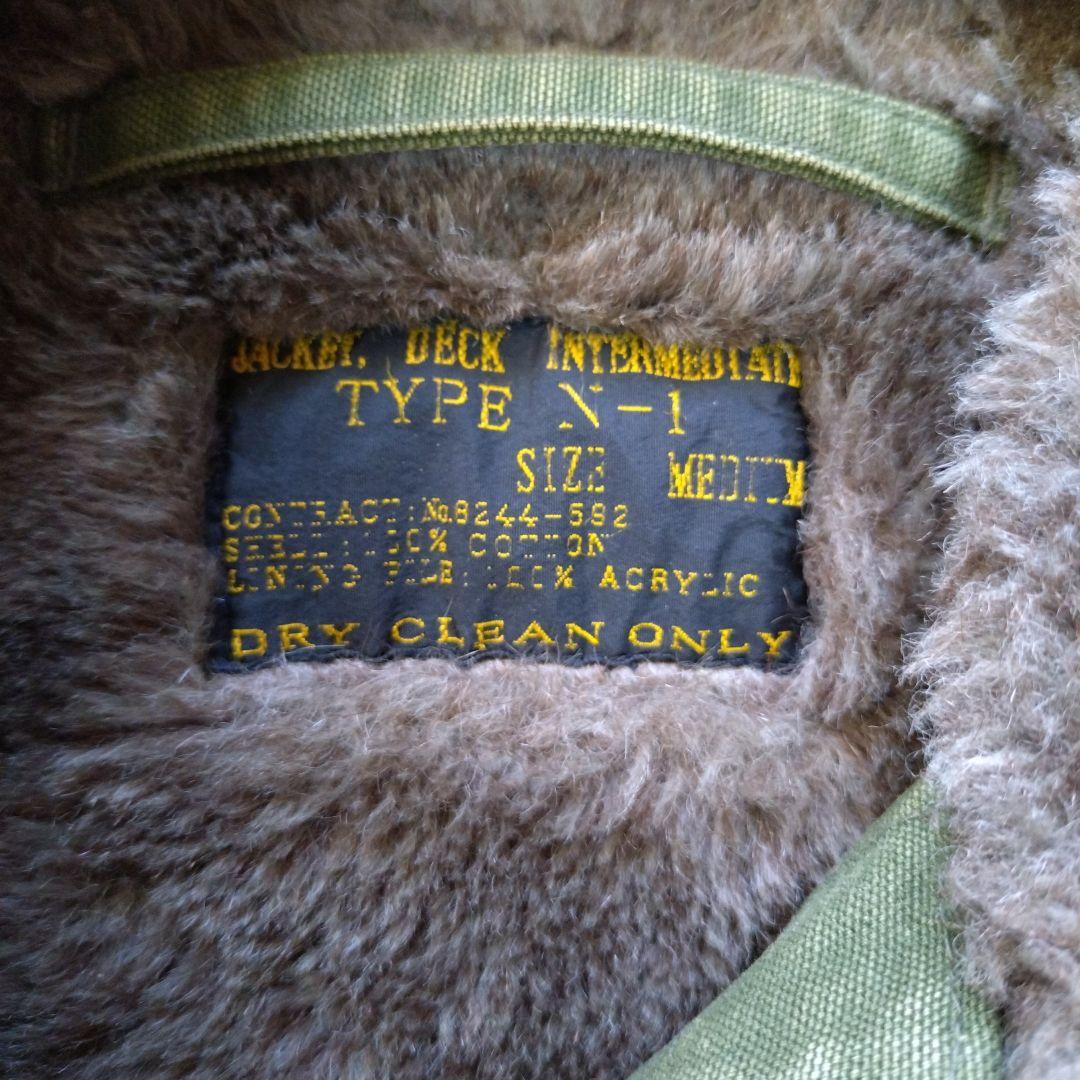 JACKET, DECK INTERMEDIATE
TYPE N-1
SIZE MEDIUM
CONTRACT: No.8244-582
SHELL: 100% COTTON
LINING PILE: 100% ACRYLIC
DRY CLEAN ONLY